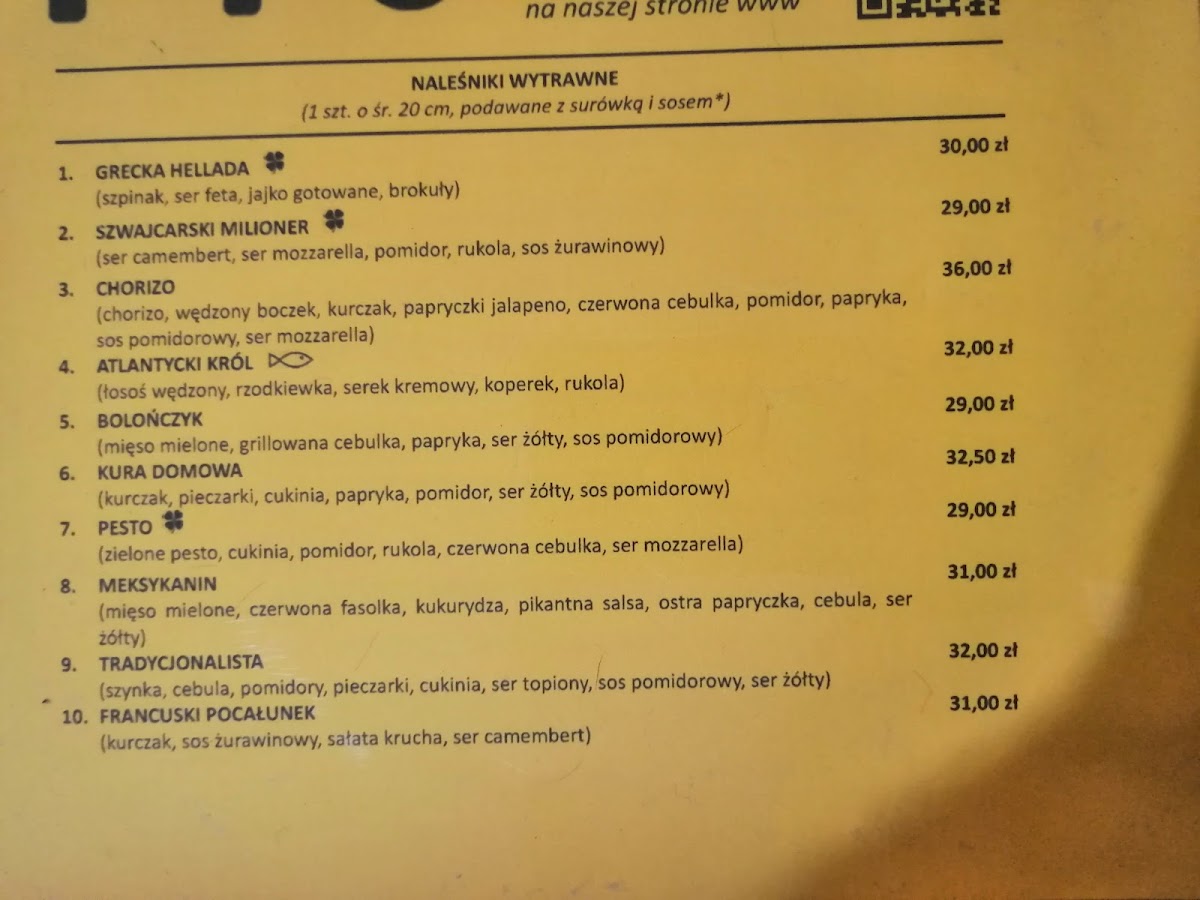 na naszej stronie www
NALEŚNIKI WYTRAWNE
(1 szt. o śr. 20 cm, podawane z surówką i sosem*)
1. GRECKA HELLADA 30,00 zł
(szpinak, ser feta, jajko gotowane, brokuły)
2. SZWAJCARSKI MILIONER 29,00 zł
(ser camembert, ser mozzarella, pomidor, rukola, sos żurawinowy)
3. CHORIZO 36,00 zł
(chorizo, wędzony boczek, kurczak, papryczki jalapeno, czerwona cebulka, pomidor, papryka,
sos pomidorowy, ser mozzarella)
4. ATLANTYCKI KRÓL 32,00 zł
(łosoś wędzony, rzodkiewka, serek kremowy, koperek, rukola)
5. BOLOŃCZYK 29,00 zł
(mięso mielone, grillowana cebulka, papryka, ser żółty, sos pomidorowy)
6. KURA DOMOWA 32,50 zł
(kurczak, pieczarki, cukinia, papryka, pomidor, ser żółty, sos pomidorowy)
7. PESTO 29,00 zł
(zielone pesto, cukinia, pomidor, rukola, czerwona cebulka, ser mozzarella)
8. MEKSYKANIN 31,00 zł
(mięso mielone, czerwona fasolka, kukurydza, pikantna salsa, ostra papryczka, cebula, ser
żółty)
9. TRADYCJONALISTA 32,00 zł
(szynka, cebula, pomidory, pieczarki, cukinia, ser topiony, sos pomidorowy, ser żółty)
10. FRANCUSKI POCAŁUNEK 31,00 zł
(kurczak, sos żurawinowy, sałata krucha, ser camembert)